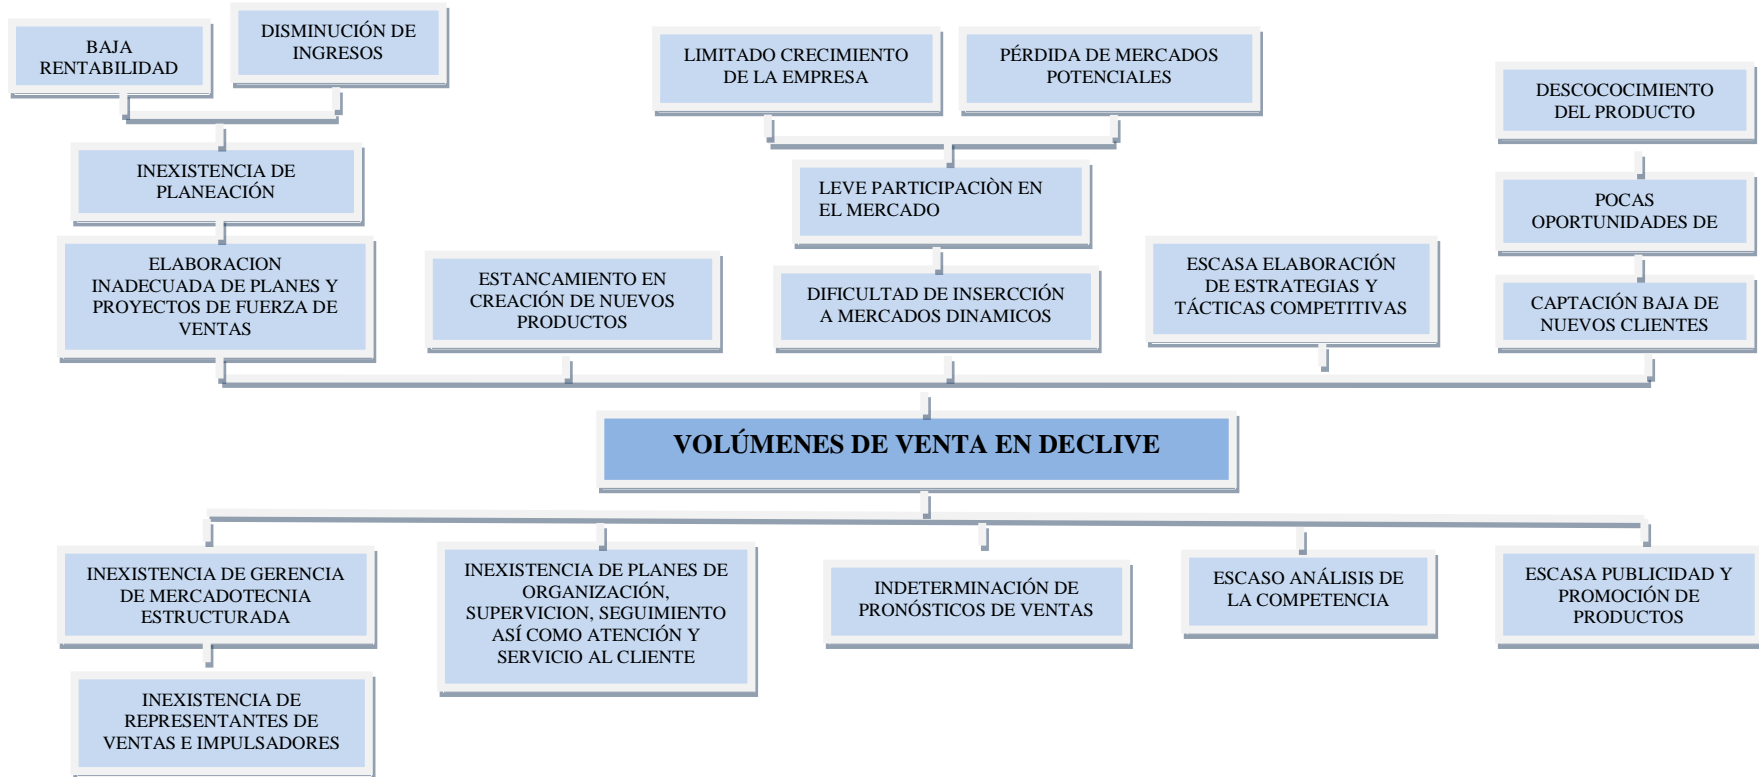 BAJA
RENTABILIDAD
DISMINUCIÓN DE
INGRESOS
LIMITADO CRECIMIENTO
DE LA EMPRESA
PÉRDIDA DE MERCADOS
POTENCIALES
DESCOCOCIMIENTO
DEL PRODUCTO
INEXISTENCIA DE
PLANEACIÓN
LEVE PARTICIPACIÒN EN
EL MERCADO
POCAS
OPORTUNIDADES DE
ELABORACION
INADECUADA DE PLANES Y
PROYECTOS DE FUERZA DE
VENTAS
ESTANCAMIENTO EN
CREACIÓN DE NUEVOS
PRODUCTOS
DIFICULTAD DE INSERCCIÓN
A MERCADOS DINAMICOS
ESCASA ELABORACIÓN
DE ESTRATEGIAS Y
TÁCTICAS COMPETITIVAS
CAPTACIÓN BAJA DE
NUEVOS CLIENTES
VOLÚMENES DE VENTA EN DECLIVE
INEXISTENCIA DE GERENCIA
DE MERCADOTECNIA
ESTRUCTURADA
INEXISTENCIA DE PLANES DE
ORGANIZACIÓN,
SUPERVICION, SEGUIMIENTO
ASÍ COMO ATENCIÓN Y
SERVICIO AL CLIENTE
INDETERMINACIÓN DE
PRONÓSTICOS DE VENTAS
ESCASO ANÁLISIS DE
LA COMPETENCIA
ESCASA PUBLICIDAD Y
PROMOCIÓN DE
PRODUCTOS
INEXISTENCIA DE
REPRESENTANTES DE
VENTAS E IMPULSADORES